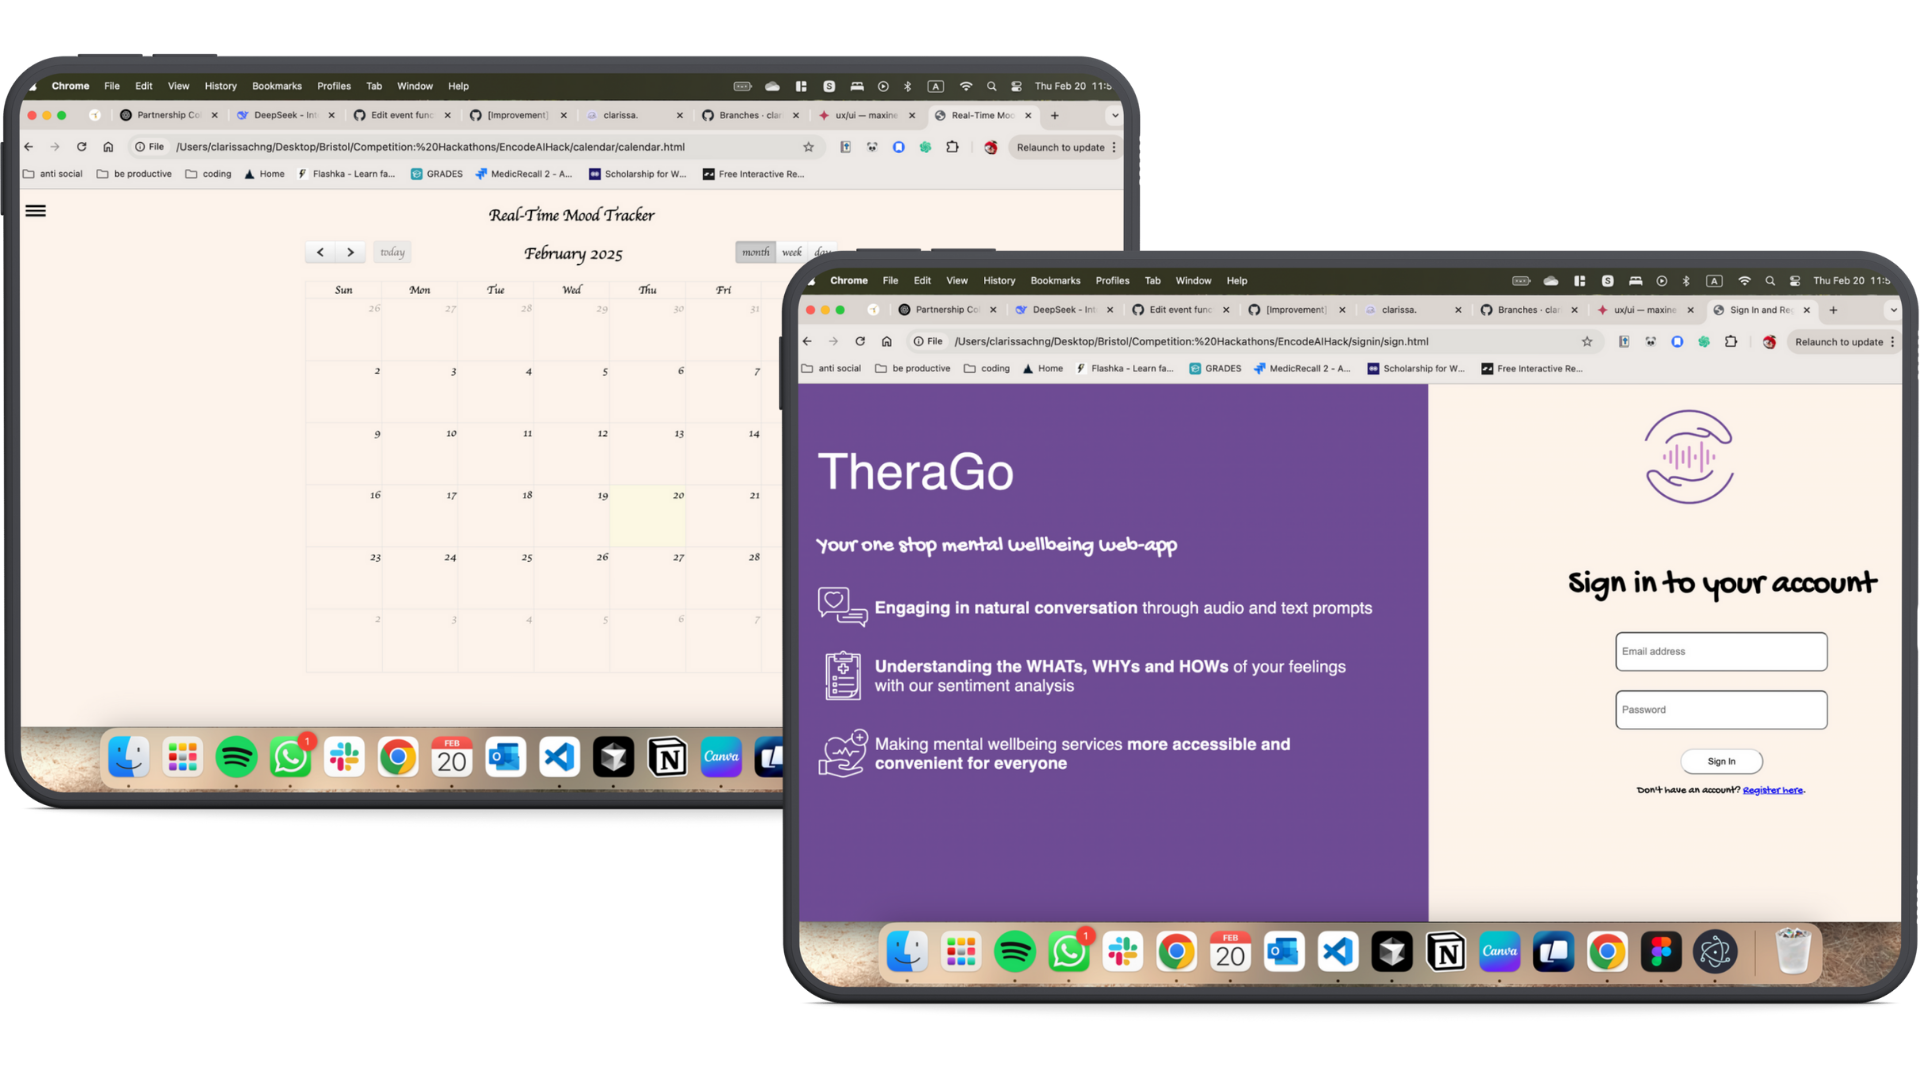 Chrome File Edit View History Bookmarks Profiles Tab Window Help
S A Thu Feb 20 11:5
Partnership Co DeepSeek - Int Edit event func [Improvement] clarissa. Branches · clar ux/ui — maxine Real-Time Moo
File /Users/clarissachng/Desktop/Bristol/Competition:%20Hackathons/EncodeAIHack/calendar/calendar.html Relaunch to update
anti social be productive coding Home Flashka - Learn fa... GRADES MedicRecall 2 - A... Scholarship for W... Free Interactive Re...
Real-Time Mood Tracker
today February 2025 month week day
Sun Mon Tue Wed Thu Fri
26 27 28 29 30 31
2 3 4 5 6 7
9 10 11 12 13 14
16 17 18 19 20 21
23 24 25 26 27 28
2 3 4 5 6 7
1 FEB 20 N Canva
Chrome File Edit View History Bookmarks Profiles Tab Window Help
S A Thu Feb 20 11:5
Partnership Co DeepSeek - Int Edit event func [Improvement] clarissa. Branches · clar ux/ui — maxine Sign In and Re
File /Users/clarissachng/Desktop/Bristol/Competition:%20Hackathons/EncodeAIHack/signin/sign.html Relaunch to update
anti social be productive coding Home Flashka - Learn fa... GRADES MedicRecall 2 - A... Scholarship for W... Free Interactive Re...
TheraGo
Your one stop mental wellbeing web-app
Engaging in natural conversation through audio and text prompts
Understanding the WHATs, WHYs and HOWs of your feelings
with our sentiment analysis
Making mental wellbeing services more accessible and
convenient for everyone
Sign in to your account
Email address
Password
Sign In
Don't have an account? Register here.
1 FEB 20 N Canva